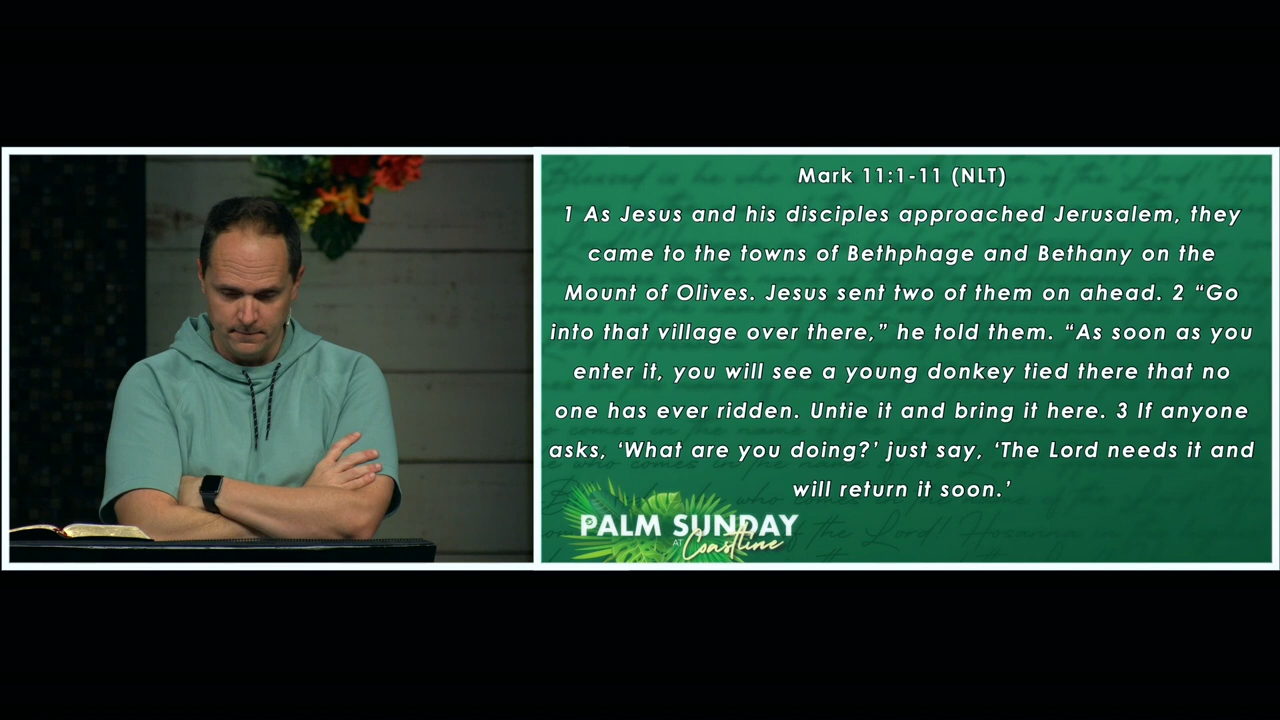 Mark 11:1-11 (NLT)
1 As Jesus and his disciples approached Jerusalem, they
came to the towns of Bethphage and Bethany on the
Mount of Olives. Jesus sent two of them on ahead. 2 “Go
into that village over there,” he told them. “As soon as you
enter it, you will see a young donkey tied there that no
one has ever ridden. Untie it and bring it here. 3 If anyone
asks, ‘What are you doing?’ just say, ‘The Lord needs it and
will return it soon.’
PALM SUNDAY
AT Coastline